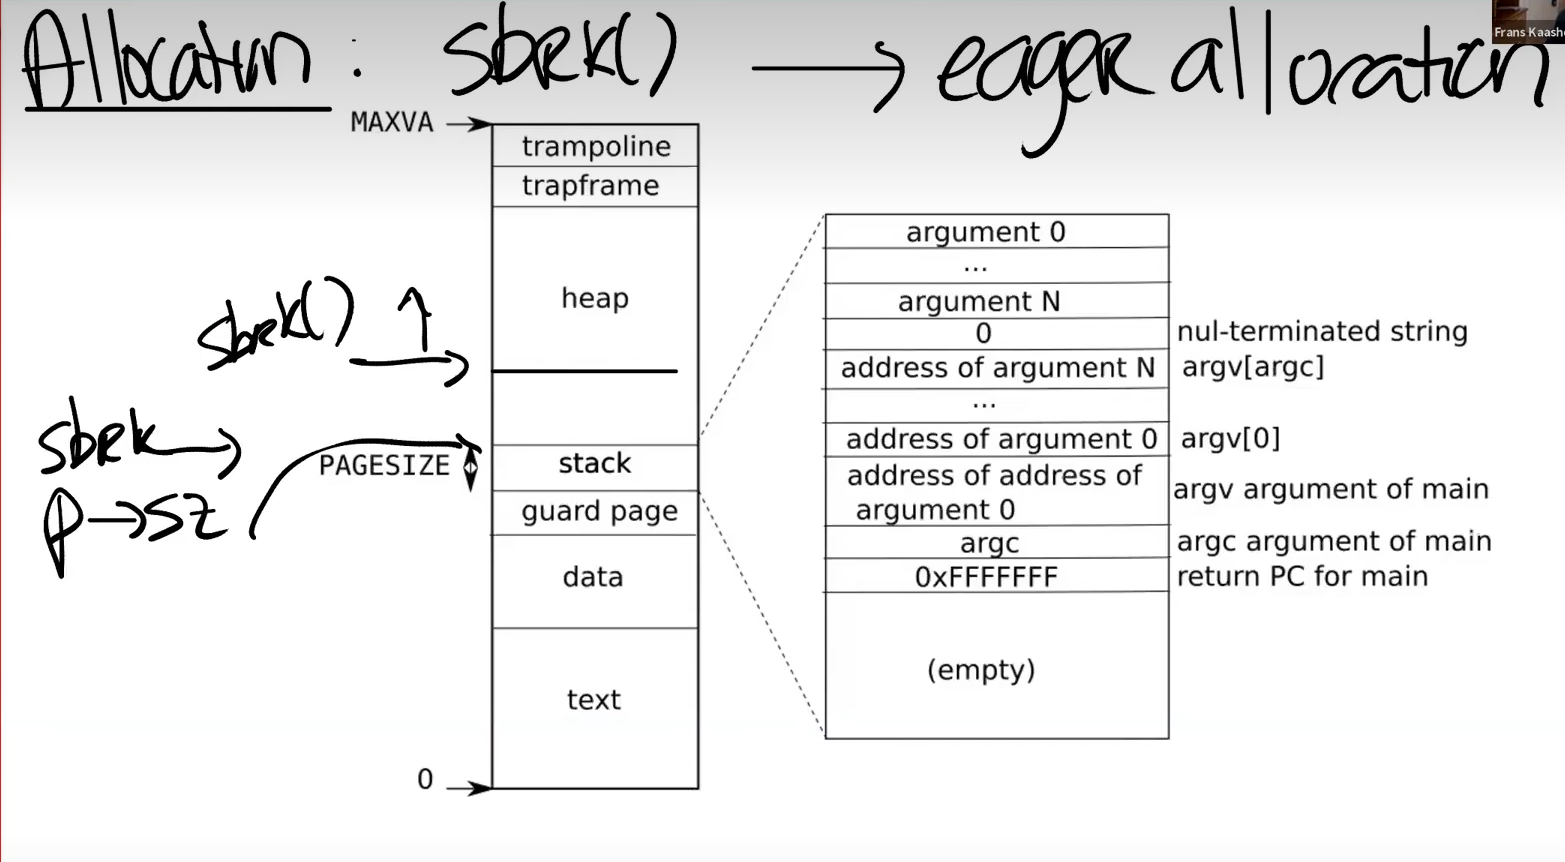 Allocation : sbrk() → eager allocation
Frans Kaash
MAXVA
trampoline
trapframe
heap
sbrk() ↑
sbrk →
p→sz
PAGESIZE
stack
guard page
data
text
0
argument 0
...
argument N
0 nul-terminated string
address of argument N argv[argc]
...
address of argument 0 argv[0]
address of address of
argument 0
argv argument of main
argc argc argument of main
0xFFFFFFF return PC for main
(empty)